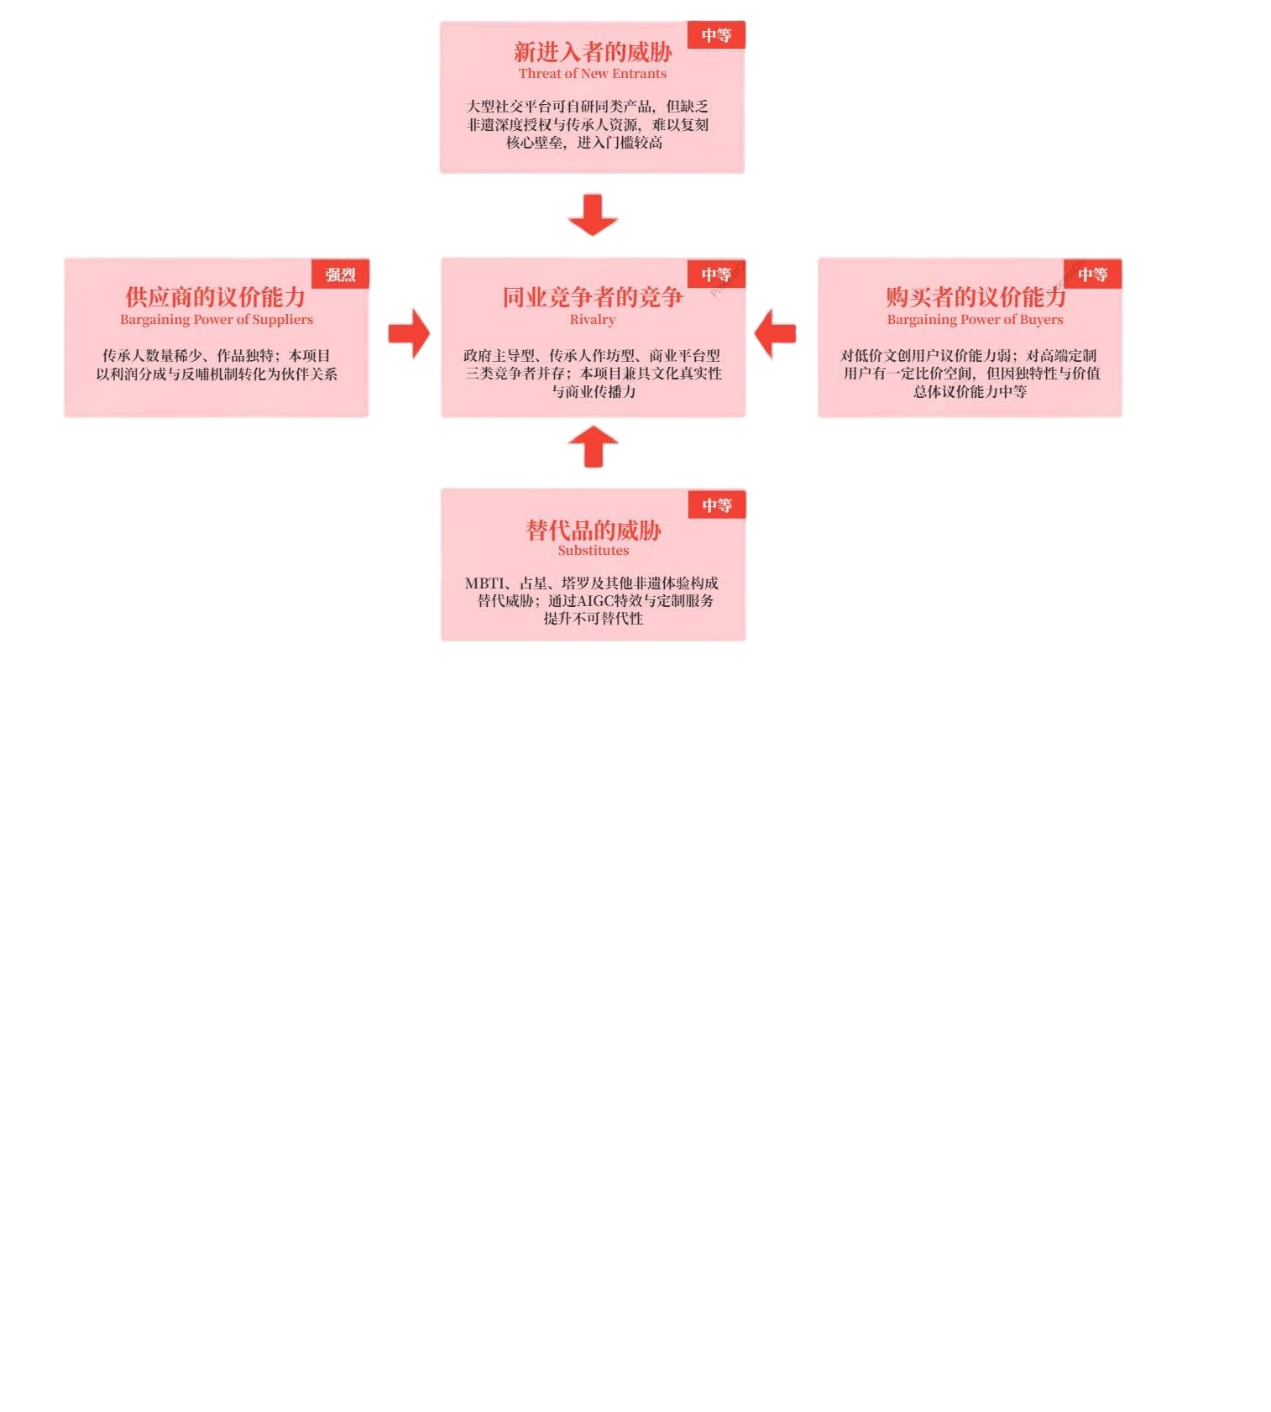 中等
新进入者的威胁
Threat of New Entrants
大型社交平台可自研同类产品，但缺乏
非遗深度授权与传承人资源，难以复刻
核心壁垒，进入门槛较高
强烈
供应商的议价能力
Bargaining Power of Suppliers
传承人数量稀少、作品独特；本项目
以利润分成与反哺机制转化为伙伴关系
中等
同业竞争者的竞争
Rivalry
政府主导型、传承人作坊型、商业平台型
三类竞争者并存；本项目兼具文化真实性
与商业传播力
中等
购买者的议价能力
Bargaining Power of Buyers
对低价文创用户议价能力弱；对高端定制
用户有一定比价空间，但因独特性与价值
总体议价能力中等
中等
替代品的威胁
Substitutes
MBTI、占星、塔罗及其他非遗体验构成
替代威胁；通过AIGC特效与定制服务
提升不可替代性